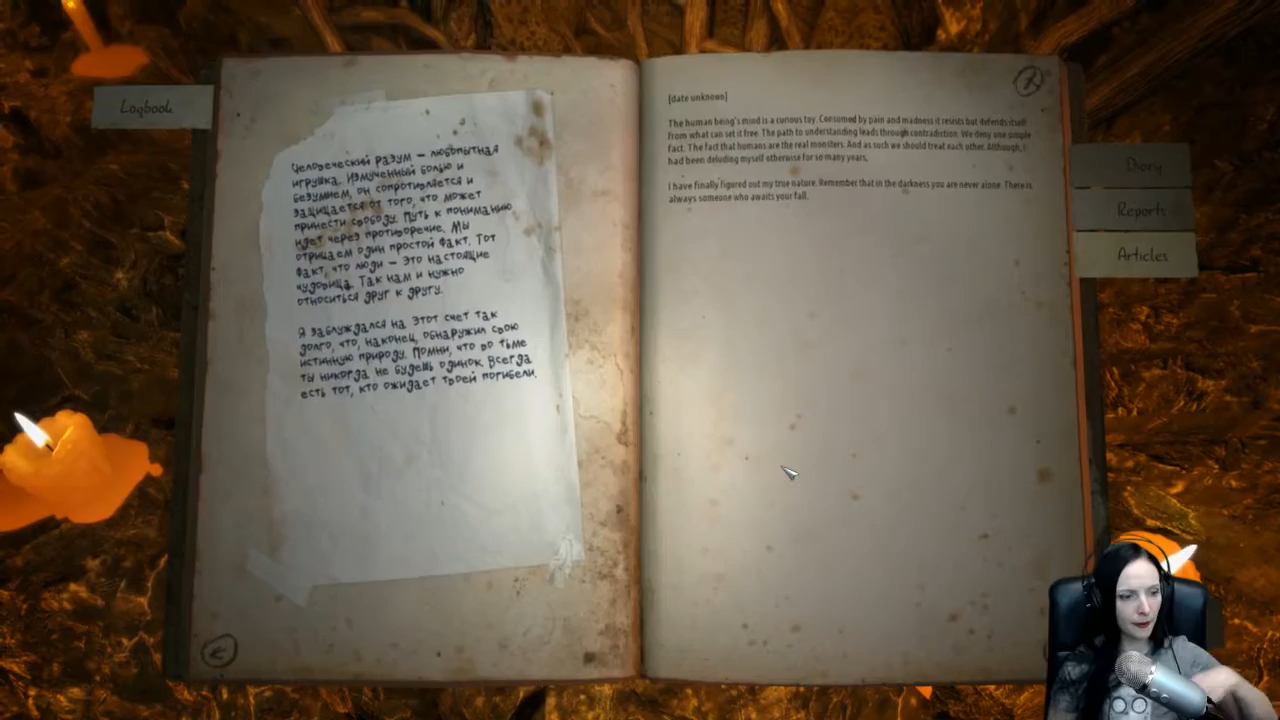 Logbook
Человеческий разум – любопытная
игрушка. Измученный болью и
безумием, он сопротивляется и
защищается от того, что может
принести свободу. Путь к пониманию
идет через противоречие. Мы
отрицаем один простой факт. Тот
факт, что люди – это настоящие
чудовища. Так нам и нужно
относиться друг к другу.
Я заблуждался на этот счет так
долго, что, наконец, обнаружил свою
истинную природу. Помни, что во тьме
ты никогда не будешь одинок. Всегда
есть тот, кто ожидает твоей погибели.
[date unknown]
The human being's mind is a curious toy. Consumed by pain and madness it resists but defends itself
from what can set it free. The path to understanding leads through contradiction. We deny one simple
fact. The fact that humans are the real monsters. And as such we should treat each other. Although, I
had been deluding myself otherwise for so many years.
I have finally figured out my true nature. Remember that in the darkness you are never alone. There is
always someone who awaits your fall.
Diary
Reports
Articles